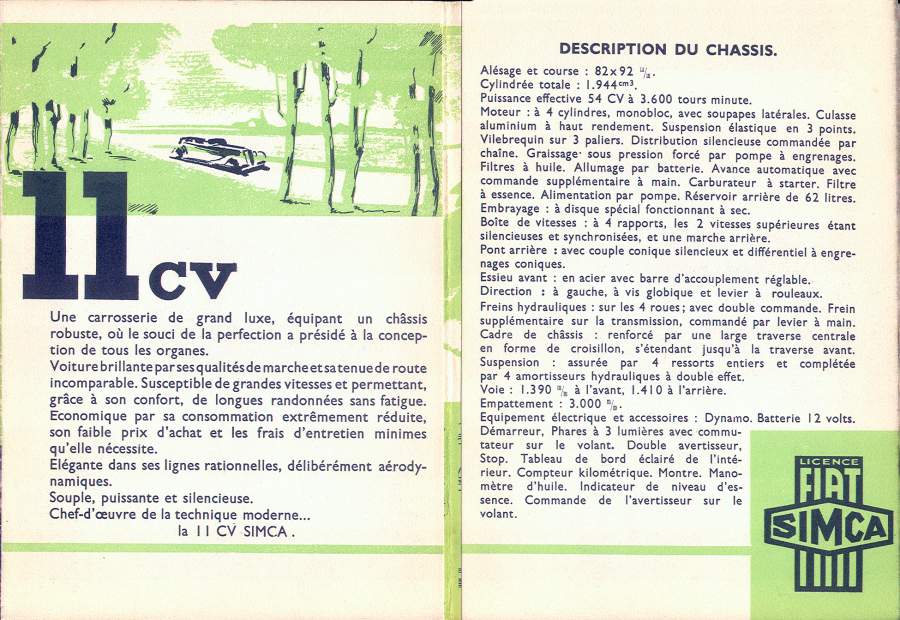 11 CV
Une carrosserie de grand luxe, équipant un châssis
robuste, où le souci de la perfection a présidé à la concep-
tion de tous les organes.
Voiture brillante par ses qualités de marche et sa tenue de route
incomparable. Susceptible de grandes vitesses et permettant,
grâce à son confort, de longues randonnées sans fatigue.
Economique par sa consommation extrêmement réduite,
son faible prix d'achat et les frais d'entretien minimes
qu'elle nécessite.
Elégante dans ses lignes rationnelles, délibérément aérody-
namiques.
Souple, puissante et silencieuse.
Chef-d'œuvre de la technique moderne...
la 11 CV SIMCA.
DESCRIPTION DU CHASSIS.
Alésage et course : 82x92 m/m.
Cylindrée totale : 1.944 cm3.
Puissance effective 54 CV à 3.600 tours minute.
Moteur : à 4 cylindres, monobloc, avec soupapes latérales. Culasse
aluminium à haut rendement. Suspension élastique en 3 points.
Vilebrequin sur 3 paliers. Distribution silencieuse commandée par
chaîne. Graissage sous pression forcé par pompe à engrenages.
Filtres à huile. Allumage par batterie. Avance automatique avec
commande supplémentaire à main. Carburateur à starter. Filtre
à essence. Alimentation par pompe. Réservoir arrière de 62 litres.
Embrayage : à disque spécial fonctionnant à sec.
Boîte de vitesses : à 4 rapports, les 2 vitesses supérieures étant
silencieuses et synchronisées, et une marche arrière.
Pont arrière : avec couple conique silencieux et différentiel à engre-
nages coniques.
Essieu avant : en acier avec barre d'accouplement réglable.
Direction : à gauche, à vis globique et levier à rouleaux.
Freins hydrauliques : sur les 4 roues; avec double commande. Frein
supplémentaire sur la transmission, commandé par levier à main.
Cadre de châssis : renforcé par une large traverse centrale
en forme de croisillon, s'étendant jusqu'à la traverse avant.
Suspension : assurée par 4 ressorts entiers et complétée
par 4 amortisseurs hydrauliques à double effet.
Voie : 1.390 m/m à l'avant, 1.410 à l'arrière.
Empattement : 3.000 m/m.
Equipement électrique et accessoires : Dynamo. Batterie 12 volts.
Démarreur, Phares à 3 lumières avec commu-
tateur sur le volant. Double avertisseur,
Stop. Tableau de bord éclairé de l'inté-
rieur. Compteur kilométrique. Montre. Mano-
mètre d'huile. Indicateur de niveau d'es-
sence. Commande de l'avertisseur sur le
volant.
LICENCE
FIAT
SIMCA